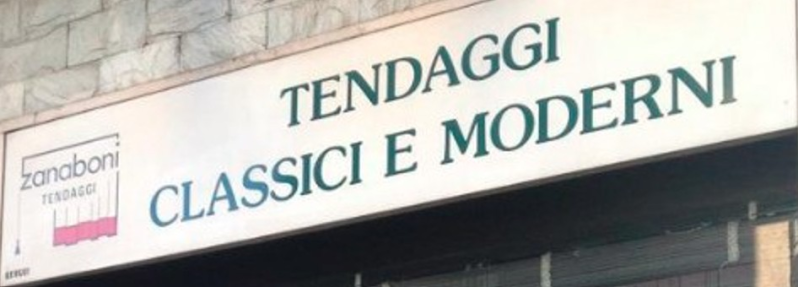 zanaboni
TENDAGGI
TENDAGGI
CLASSICI E MODERNI